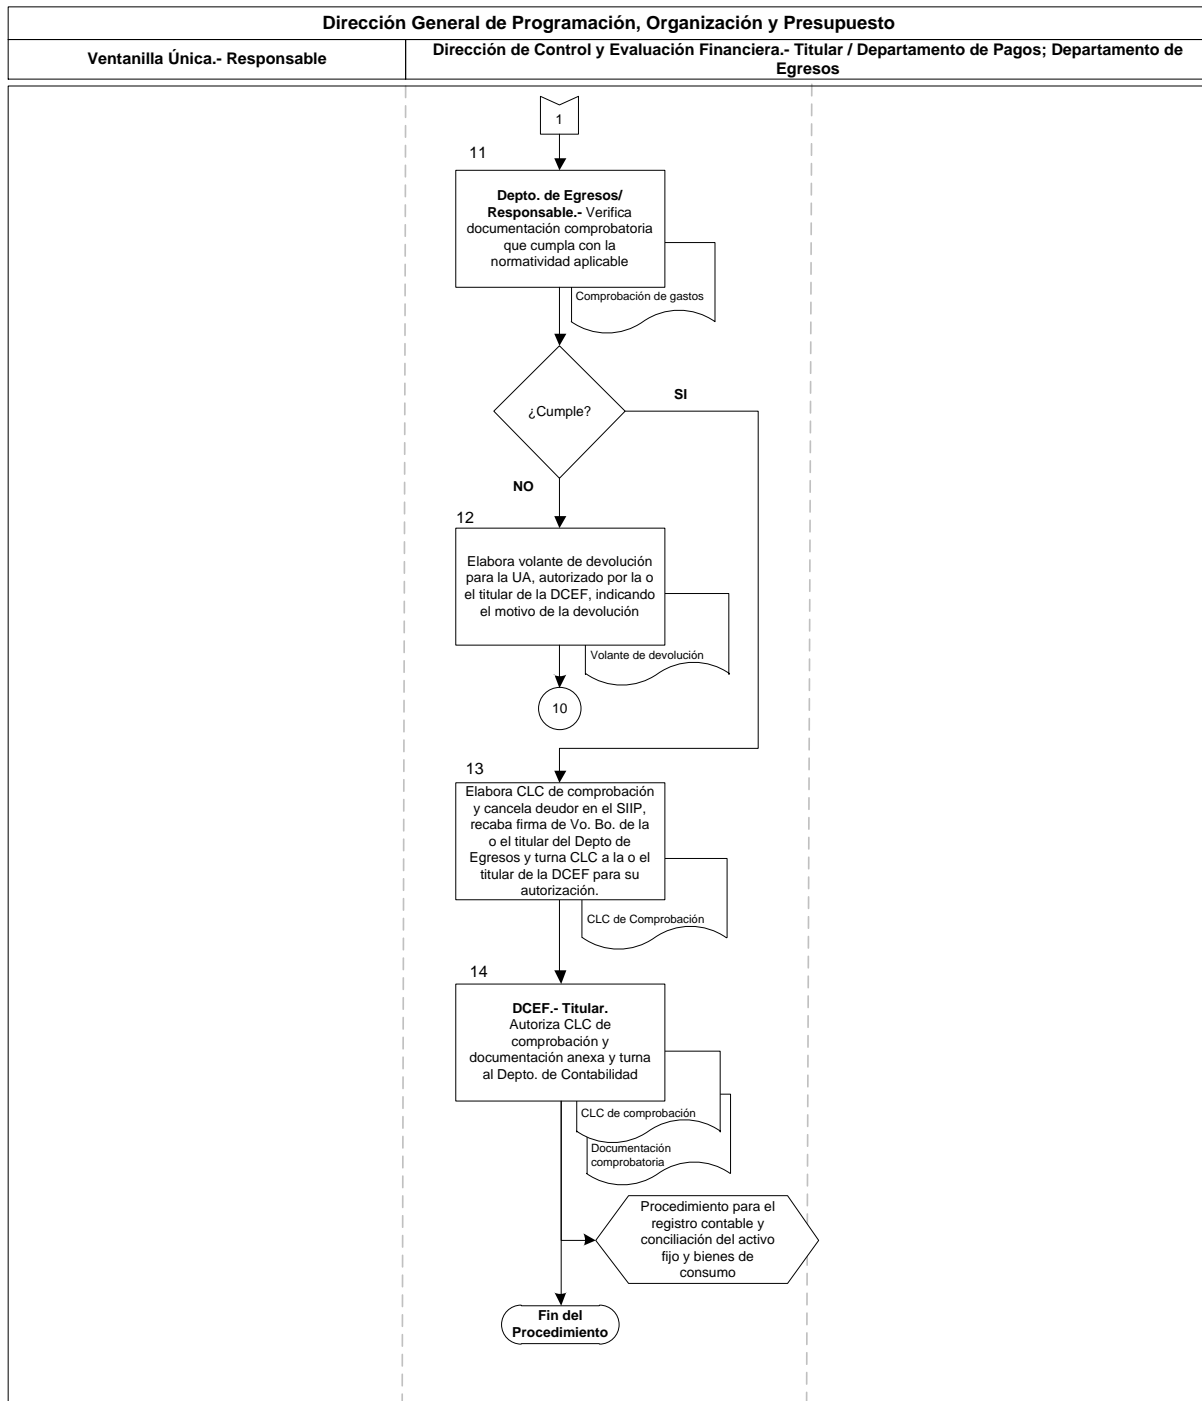 Dirección General de Programación, Organización y Presupuesto
Ventanilla Única.- Responsable
Dirección de Control y Evaluación Financiera.- Titular / Departamento de Pagos; Departamento de
Egresos
1
11
Depto. de Egresos/
Responsable.- Verifica
documentación comprobatoria
que cumpla con la
normatividad aplicable
Comprobación de gastos
¿Cumple?
SI
NO
12
Elabora volante de devolución
para la UA, autorizado por la o
el titular de la DCEF, indicando
el motivo de la devolución
Volante de devolución
10
13
Elabora CLC de comprobación
y cancela deudor en el SIIP,
recaba firma de Vo. Bo. de la
o el titular del Depto de
Egresos y turna CLC a la o el
titular de la DCEF para su
autorización.
CLC de Comprobación
14
DCEF.- Titular.
Autoriza CLC de
comprobación y
documentación anexa y turna
al Depto. de Contabilidad
CLC de comprobación
Documentación
comprobatoria
Procedimiento para el
registro contable y
conciliación del activo
fijo y bienes de
consumo
Fin del
Procedimiento